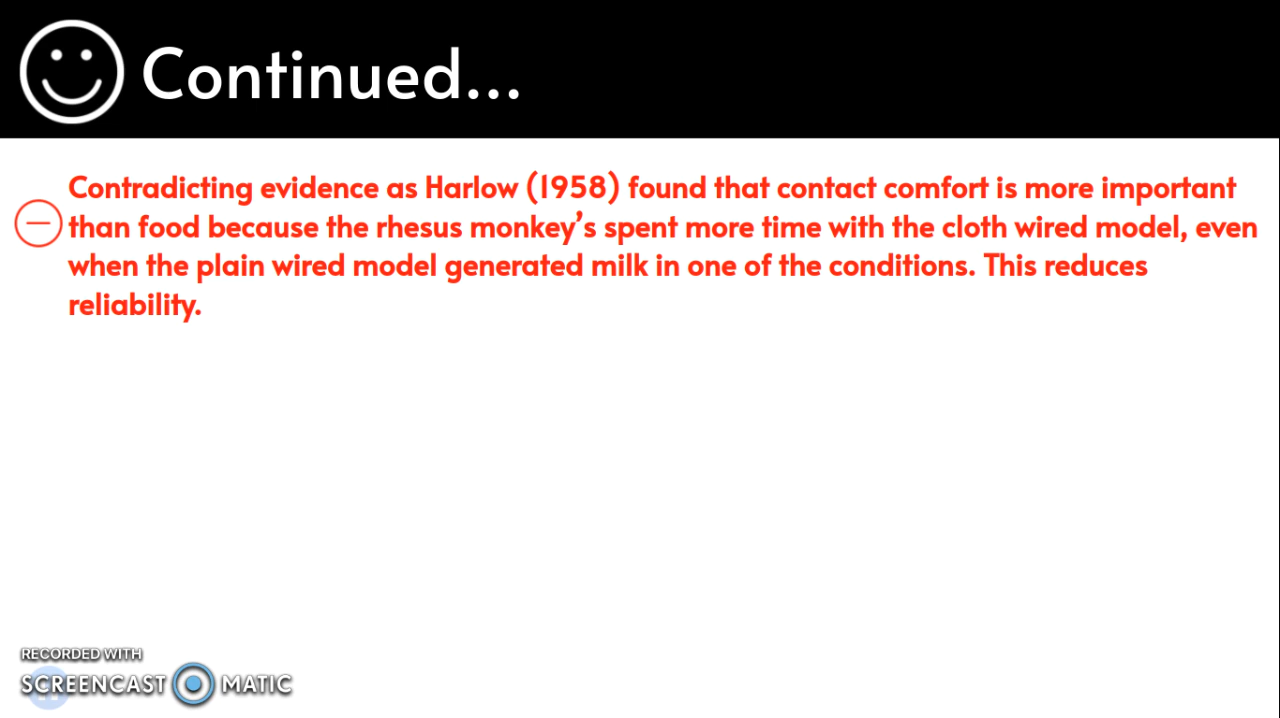 Continued...
Contradicting evidence as Harlow (1958) found that contact comfort is more important
than food because the rhesus monkey’s spent more time with the cloth wired model, even
when the plain wired model generated milk in one of the conditions. This reduces
reliability.
RECORDED WITH
SCREENCAST MATIC